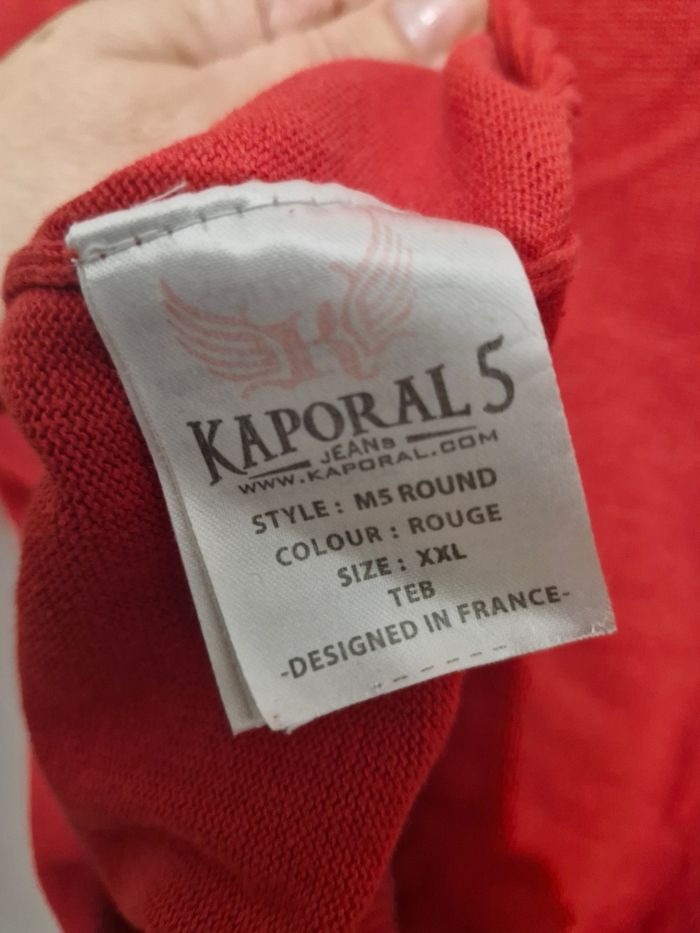 KAPORAL 5
JEANS
WWW.KAPORAL.COM
STYLE : M5 ROUND
COLOUR : ROUGE
SIZE : XXL
TEB
-DESIGNED IN FRANCE-